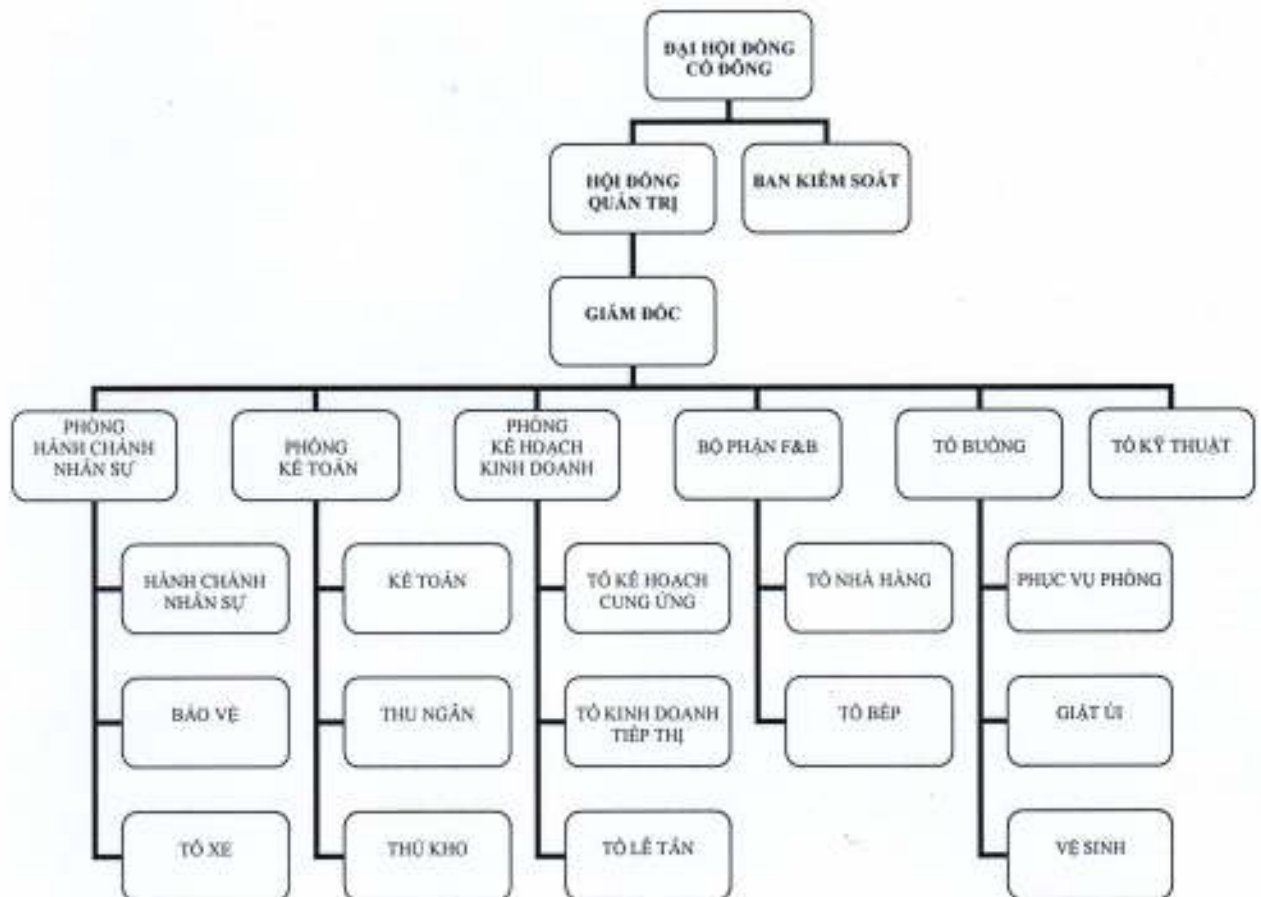 ĐẠI HỘI ĐỒNG
CỔ ĐÔNG
HỘI ĐỒNG
QUẢN TRỊ
BAN KIỂM SOÁT
GIÁM ĐỐC
PHÒNG
HÀNH CHÁNH
NHÂN SỰ
PHÒNG
KẾ TOÁN
PHÒNG
KẾ HOẠCH
KINH DOANH
BỘ PHẬN F&B
TỔ BUỒNG
TỔ KỸ THUẬT
HÀNH CHÁNH
NHÂN SỰ
KẾ TOÁN
TỔ KẾ HOẠCH
CUNG ỨNG
TỔ NHÀ HÀNG
PHỤC VỤ PHÒNG
BẢO VỆ
THU NGÂN
TỔ KINH DOANH
TIẾP THỊ
TỔ BẾP
GIẶT ỦI
TỔ XE
THỦ KHO
TỔ LỄ TÂN
VỆ SINH